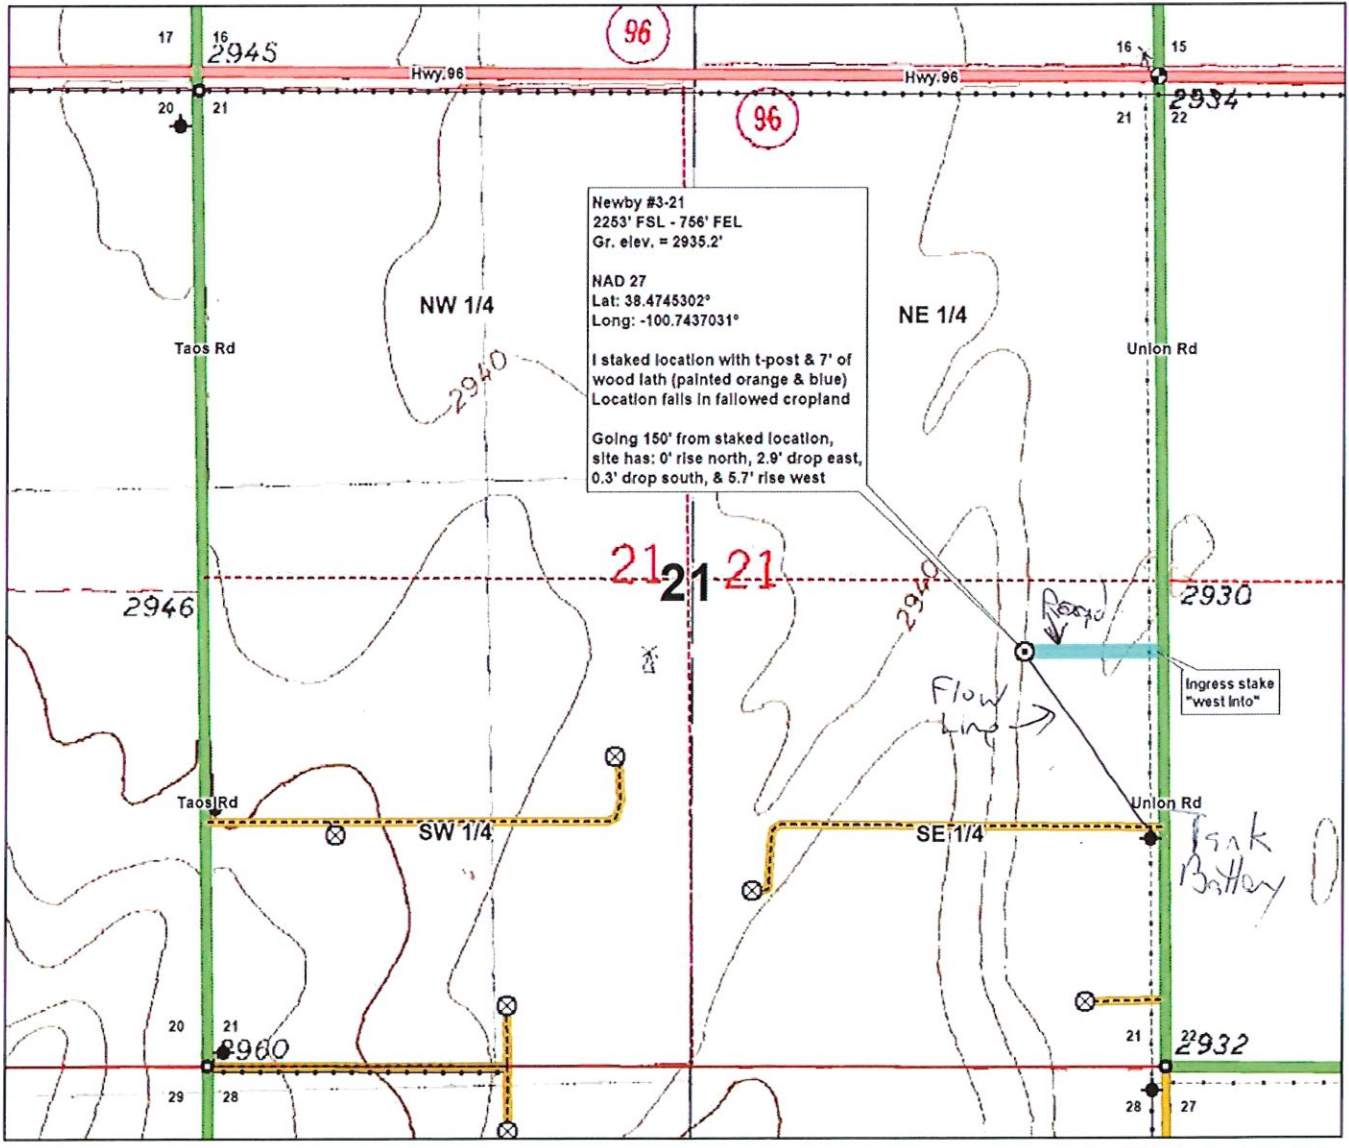 96
17 16
2945
16 15
Hwy. 96
Hwy. 96
20 21
96
2934
21 22
Newby #3-21
2253' FSL - 756' FEL
Gr. elev. = 2935.2'
NAD 27
Lat: 38.4745302°
Long: -100.7437031°
I staked location with t-post & 7' of
wood lath (painted orange & blue)
Location falls in fallowed cropland
Going 150' from staked location,
site has: 0' rise north, 2.9' drop east,
0.3' drop south, & 5.7' rise west
NW 1/4
NE 1/4
Taos Rd
Union Rd
2940
21 21 21
2940
2946
2930
Road
Ingress stake
"west into"
Flow
Line
Taos Rd
Union Rd
SW 1/4
SE 1/4
Tank
Battery
20 21
2960
21 22
2932
29 28
28 27